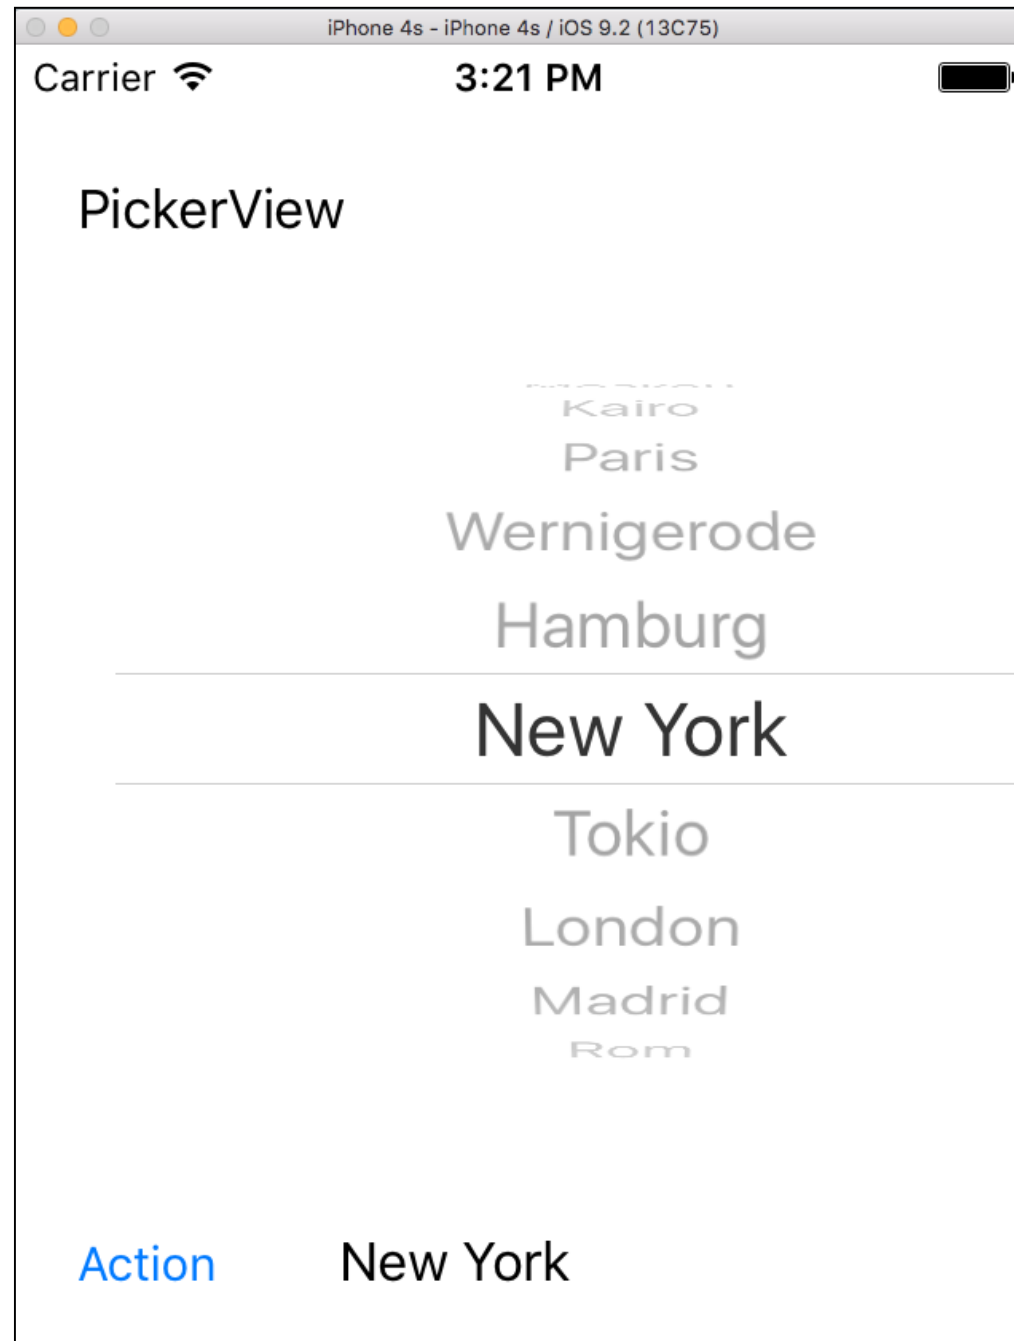 iPhone 4s - iPhone 4s / iOS 9.2 (13C75)
Carrier 3:21 PM
PickerView
Kairo
Paris
Wernigerode
Hamburg
New York
Tokio
London
Madrid
Rom
Action New York